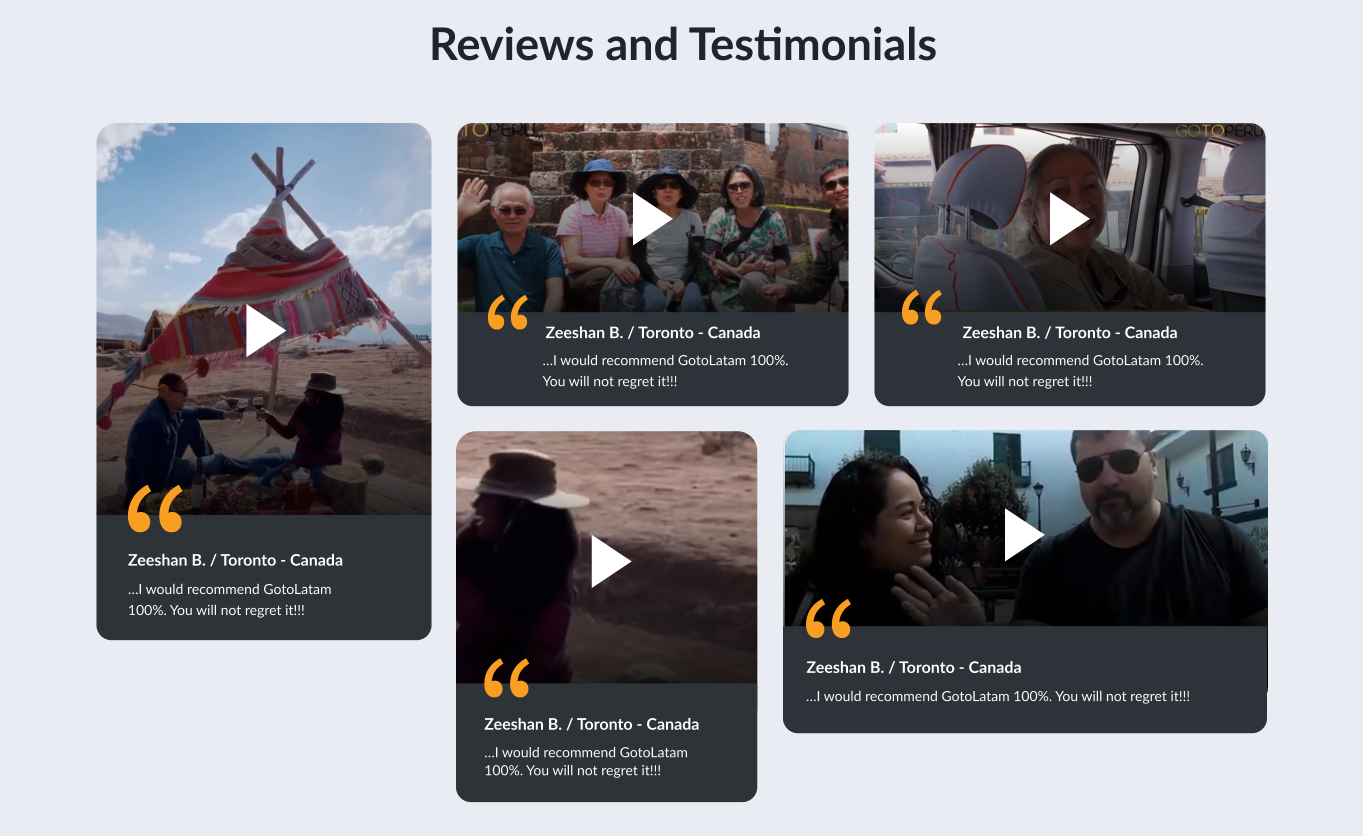 Reviews and Testimonials
TOPERU
GOTOPERU
Zeeshan B. / Toronto - Canada
...I would recommend GotoLatam 100%.
You will not regret it!!!
Zeeshan B. / Toronto - Canada
...I would recommend GotoLatam 100%.
You will not regret it!!!
Zeeshan B. / Toronto - Canada
...I would recommend GotoLatam
100%. You will not regret it!!!
Zeeshan B. / Toronto - Canada
...I would recommend GotoLatam
100%. You will not regret it!!!
Zeeshan B. / Toronto - Canada
...I would recommend GotoLatam 100%. You will not regret it!!!